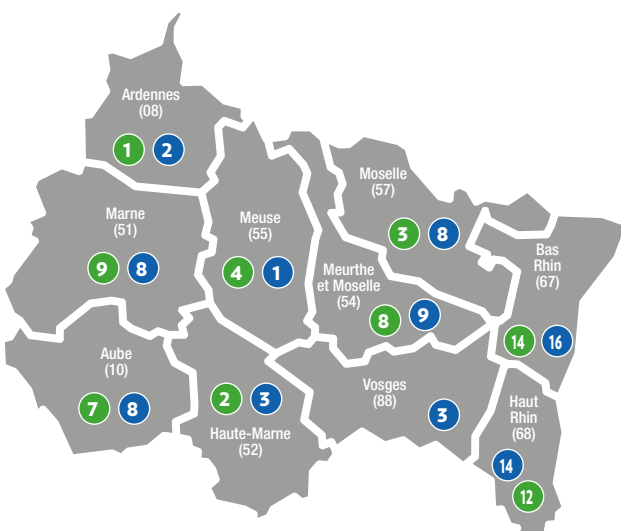 Ardennes
(08)
1 2
Moselle
(57)
3 8
Marne
(51)
9 8
Meuse
(55)
4 1
Bas
Rhin
(67)
14 16
Meurthe
et Moselle
(54)
8 9
Aube
(10)
7 8
2 3
Haute-Marne
(52)
Vosges
(88)
3
Haut
Rhin
(68)
14
12